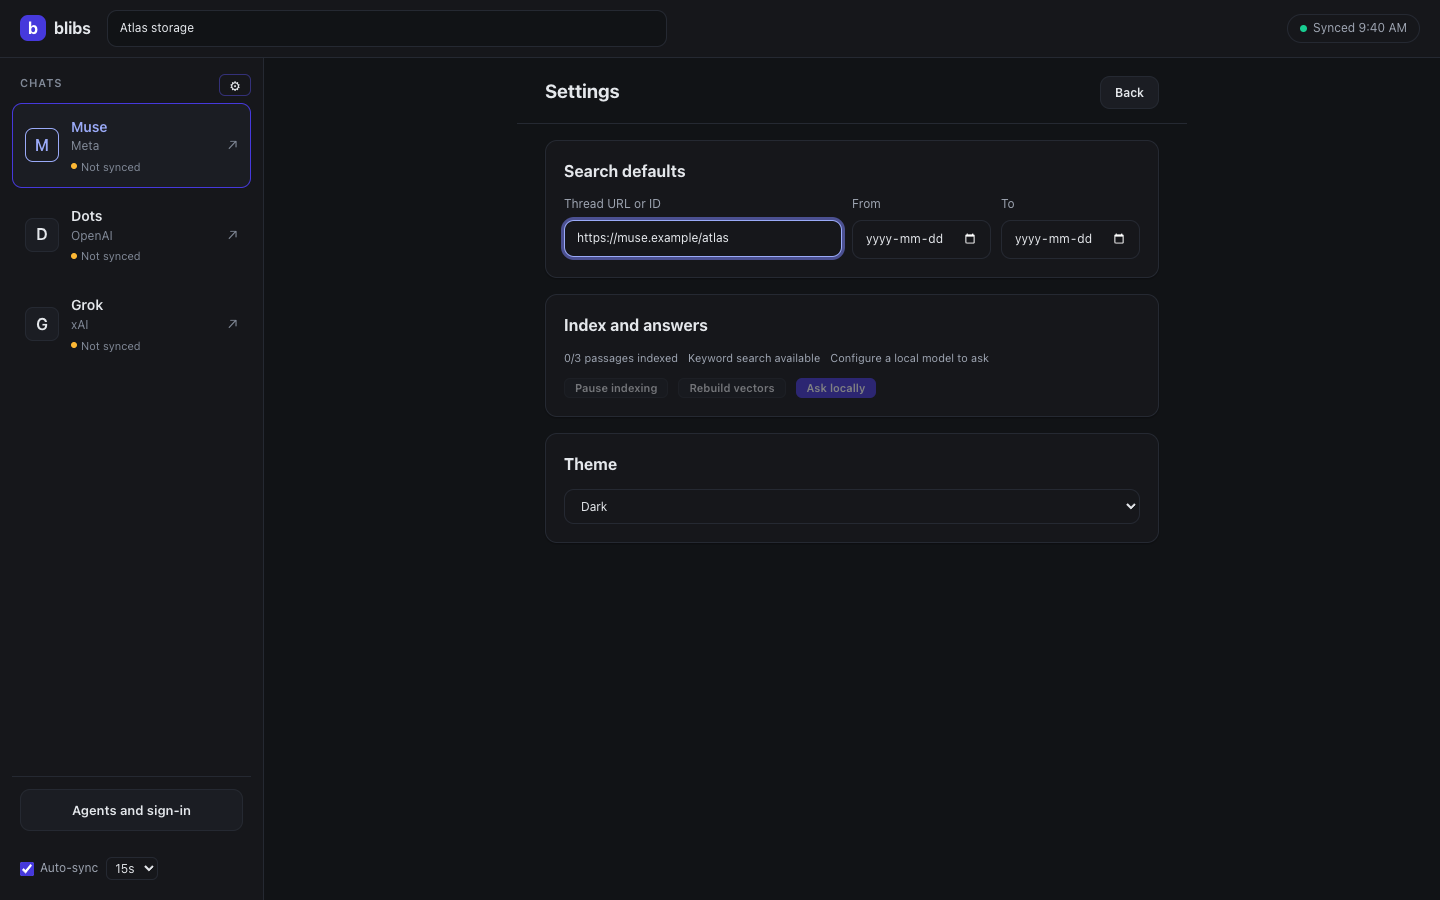 b blibs
Atlas storage
Synced 9:40 AM
CHATS
M
Muse
Meta
Not synced
D
Dots
OpenAI
Not synced
G
Grok
xAI
Not synced
Agents and sign-in
Auto-sync 15s
Settings
Back
Search defaults
Thread URL or ID From To
https://muse.example/atlas yyyy-mm-dd yyyy-mm-dd
Index and answers
0/3 passages indexed Keyword search available Configure a local model to ask
Pause indexing Rebuild vectors Ask locally
Theme
Dark